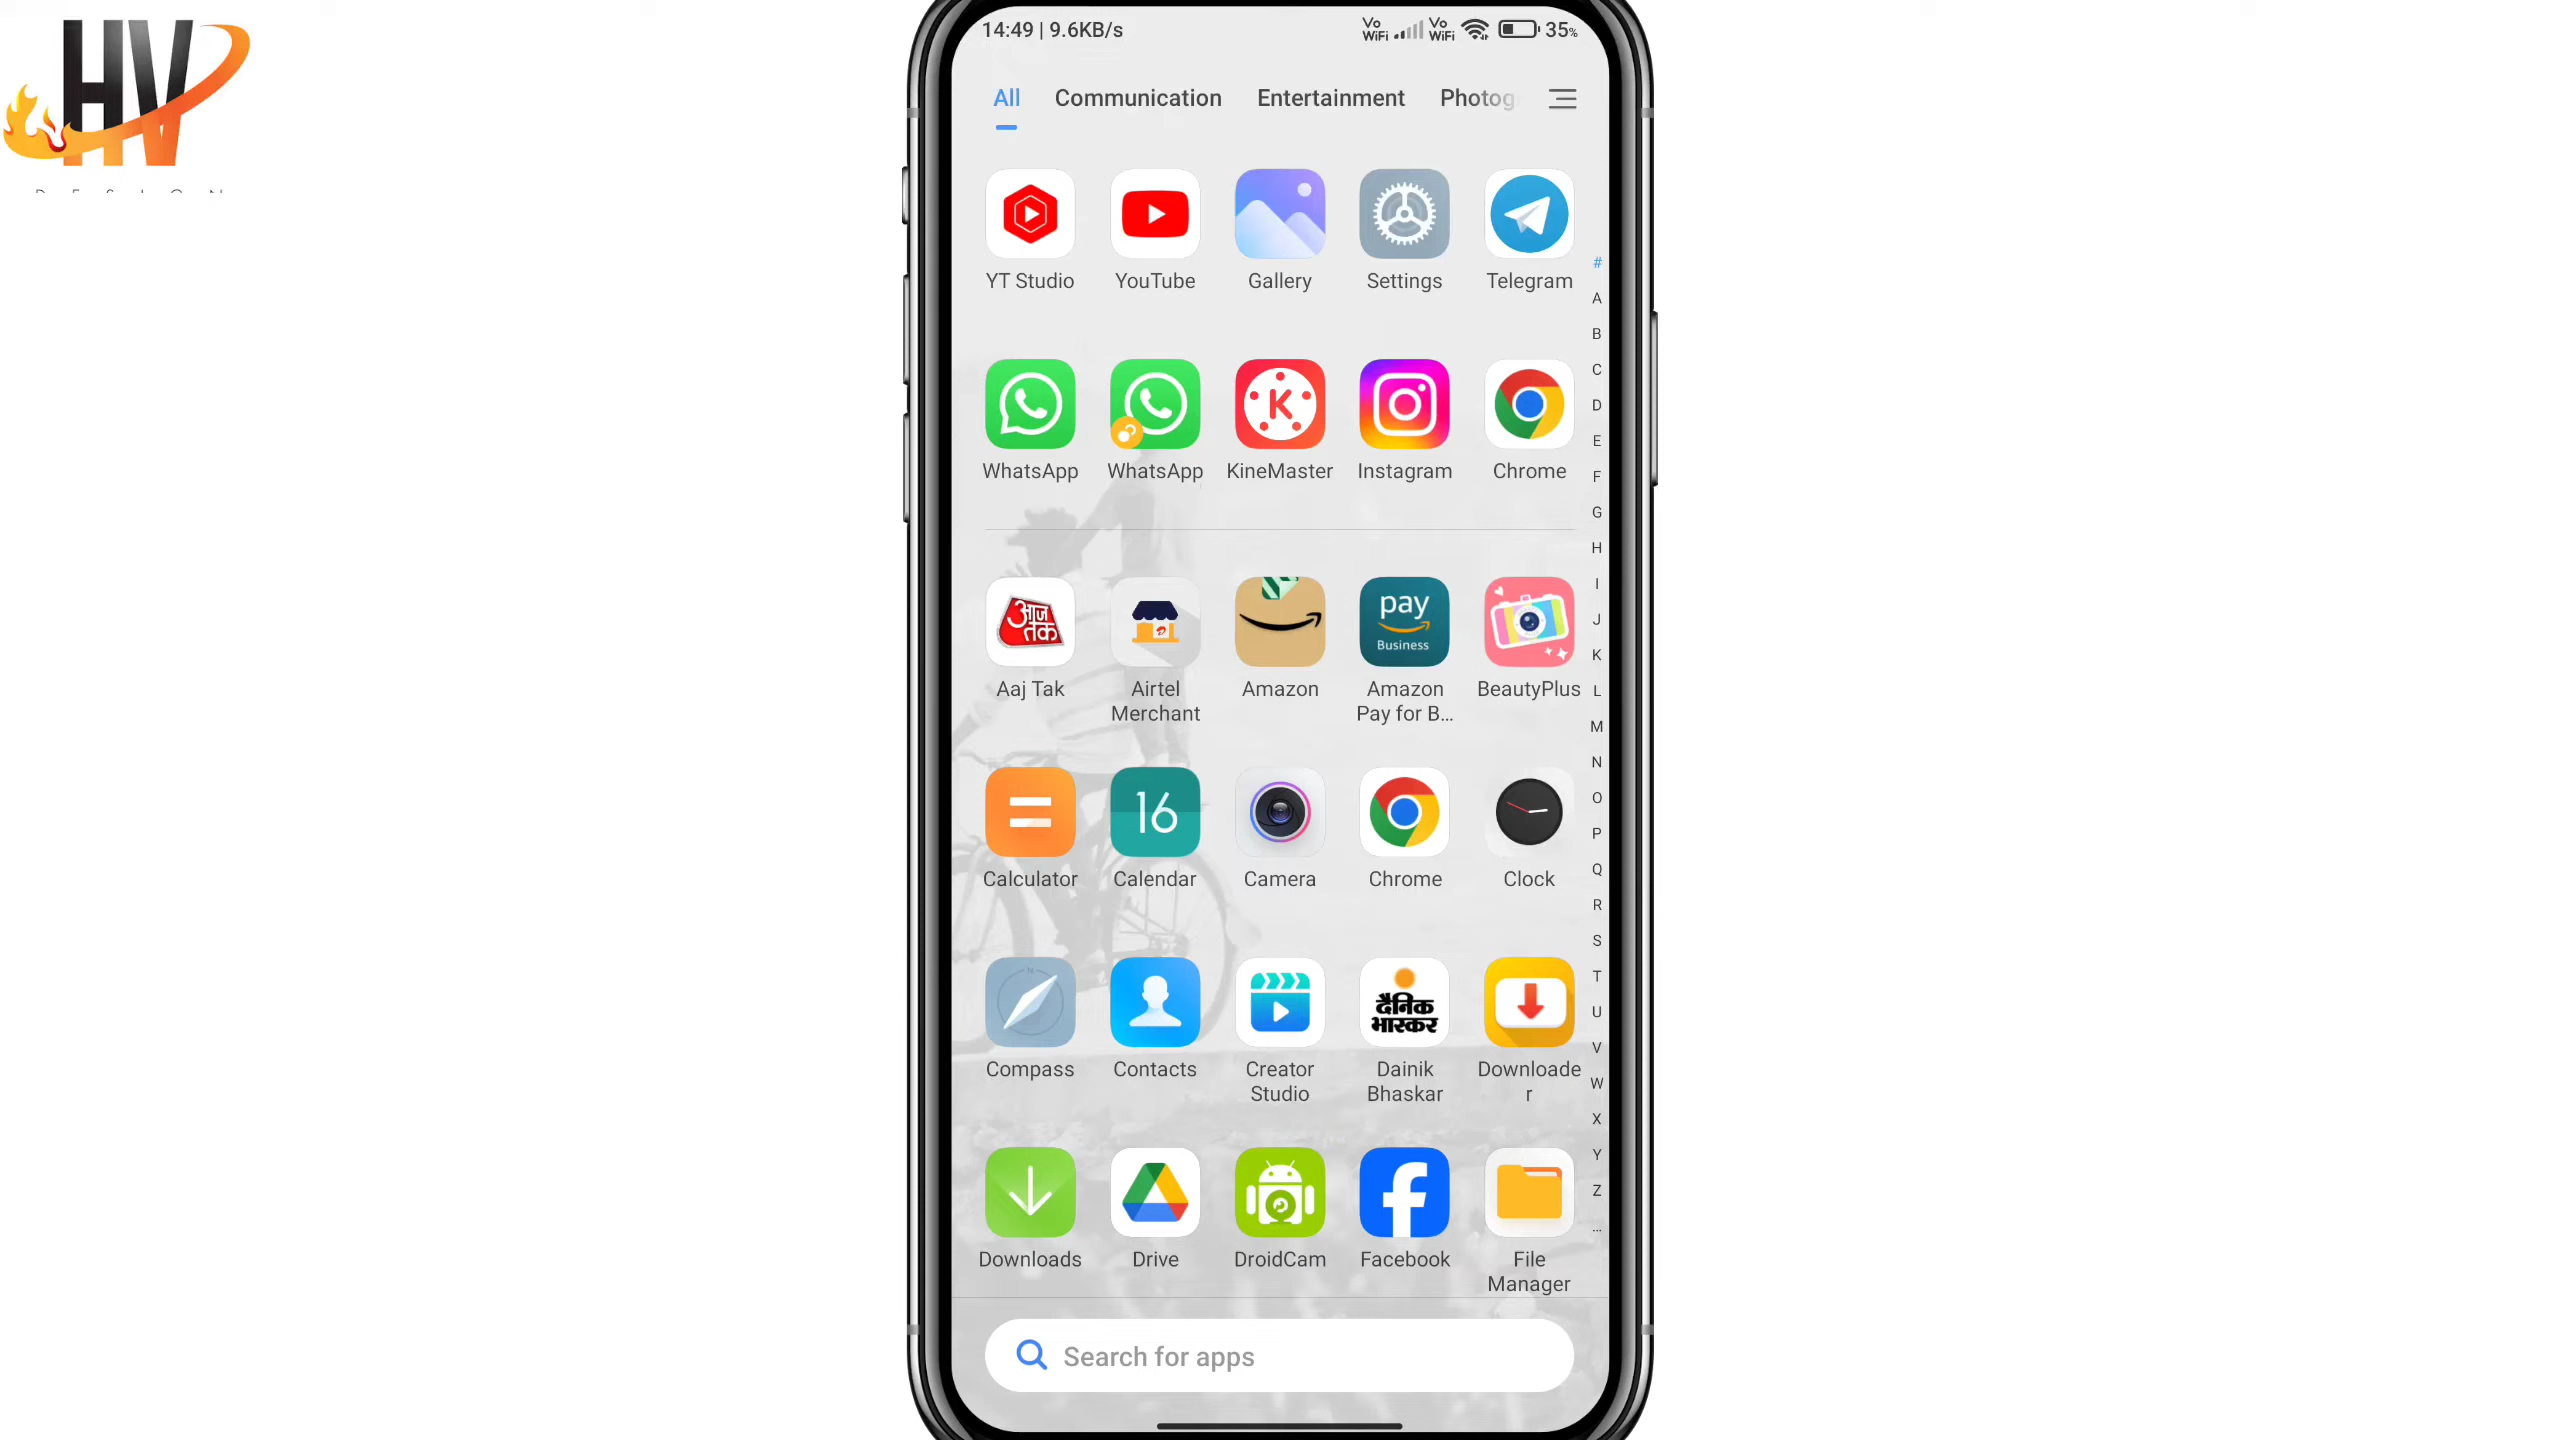 HV
14:49 | 9.6KB/s
Vo WiFi
Vo WiFi
35%
All Communication Entertainment Photog
YT Studio YouTube Gallery Settings Telegram
WhatsApp WhatsApp KineMaster Instagram Chrome
K
आज तक
pay
Business
Aaj Tak Airtel Amazon Amazon BeautyPlus
Merchant Pay for B...
16
Calculator Calendar Camera Chrome Clock
N
दैनिक
भास्कर
Compass Contacts Creator Dainik Downloade
Studio Bhaskar r
Downloads Drive DroidCam Facebook File
Manager
#
A
B
C
D
E
F
G
H
I
J
K
L
M
N
O
P
Q
R
S
T
U
V
W
X
Y
Z
...
Search for apps